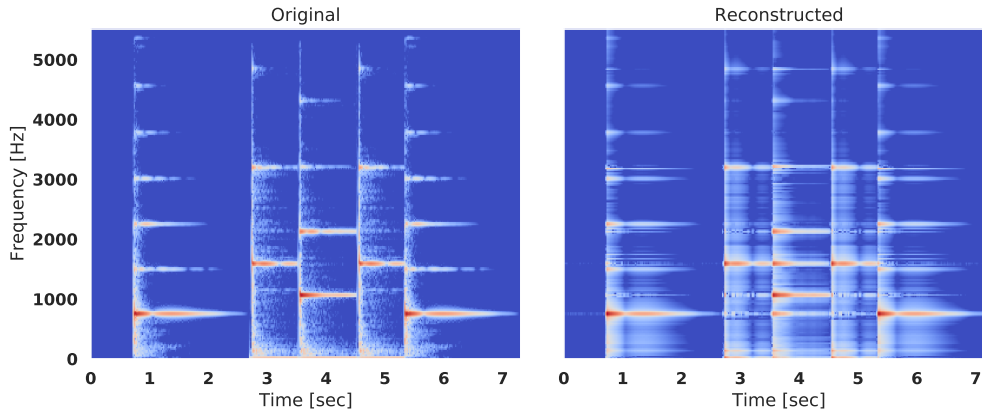 Original
Reconstructed
Frequency [Hz]
5000
4000
3000
2000
1000
0
0 1 2 3 4 5 6 7
Time [sec]
0 1 2 3 4 5 6 7
Time [sec]